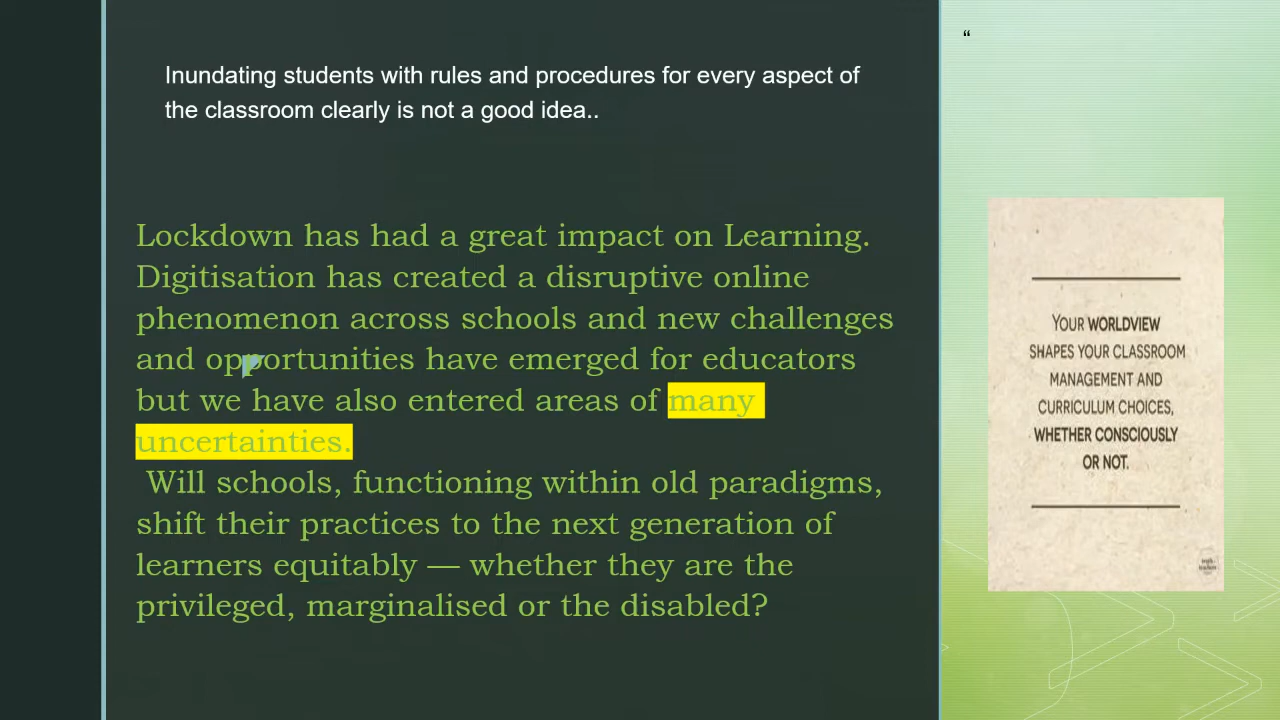 Inundating students with rules and procedures for every aspect of
the classroom clearly is not a good idea..
Lockdown has had a great impact on Learning.
Digitisation has created a disruptive online
phenomenon across schools and new challenges
and opportunities have emerged for educators
but we have also entered areas of many
uncertainties.
Will schools, functioning within old paradigms,
shift their practices to the next generation of
learners equitably — whether they are the
privileged, marginalised or the disabled?
“
YOUR WORLDVIEW
SHAPES YOUR CLASSROOM
MANAGEMENT AND
CURRICULUM CHOICES,
WHETHER CONSCIOUSLY
OR NOT.